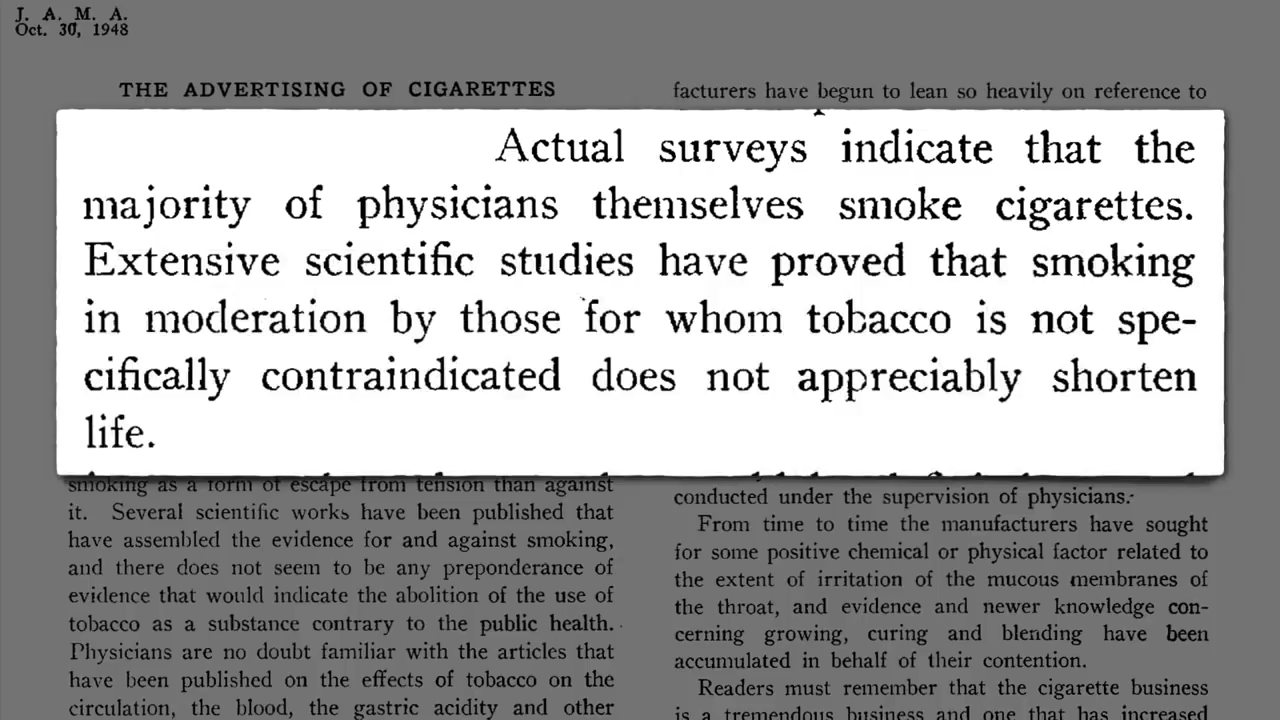 J. A. M. A.
Oct. 30, 1948
THE ADVERTISING OF CIGARETTES
facturers have begun to lean so heavily on reference to
Actual surveys indicate that the
majority of physicians themselves smoke cigarettes.
Extensive scientific studies have proved that smoking
in moderation by those for whom tobacco is not spe-
cifically contraindicated does not appreciably shorten
life.
smoking as a form of escape from tension than against
it. Several scientific works have been published that
have assembled the evidence for and against smoking,
and there does not seem to be any preponderance of
evidence that would indicate the abolition of the use of
tobacco as a substance contrary to the public health.
Physicians are no doubt familiar with the articles that
have been published on the effects of tobacco on the
circulation, the blood, the gastric acidity and other
conducted under the supervision of physicians.
From time to time the manufacturers have sought
for some positive chemical or physical factor related to
the extent of irritation of the mucous membranes of
the throat, and evidence and newer knowledge con-
cerning growing, curing and blending have been
accumulated in behalf of their contention.
Readers must remember that the cigarette business
is a tremendous business and one that has increased